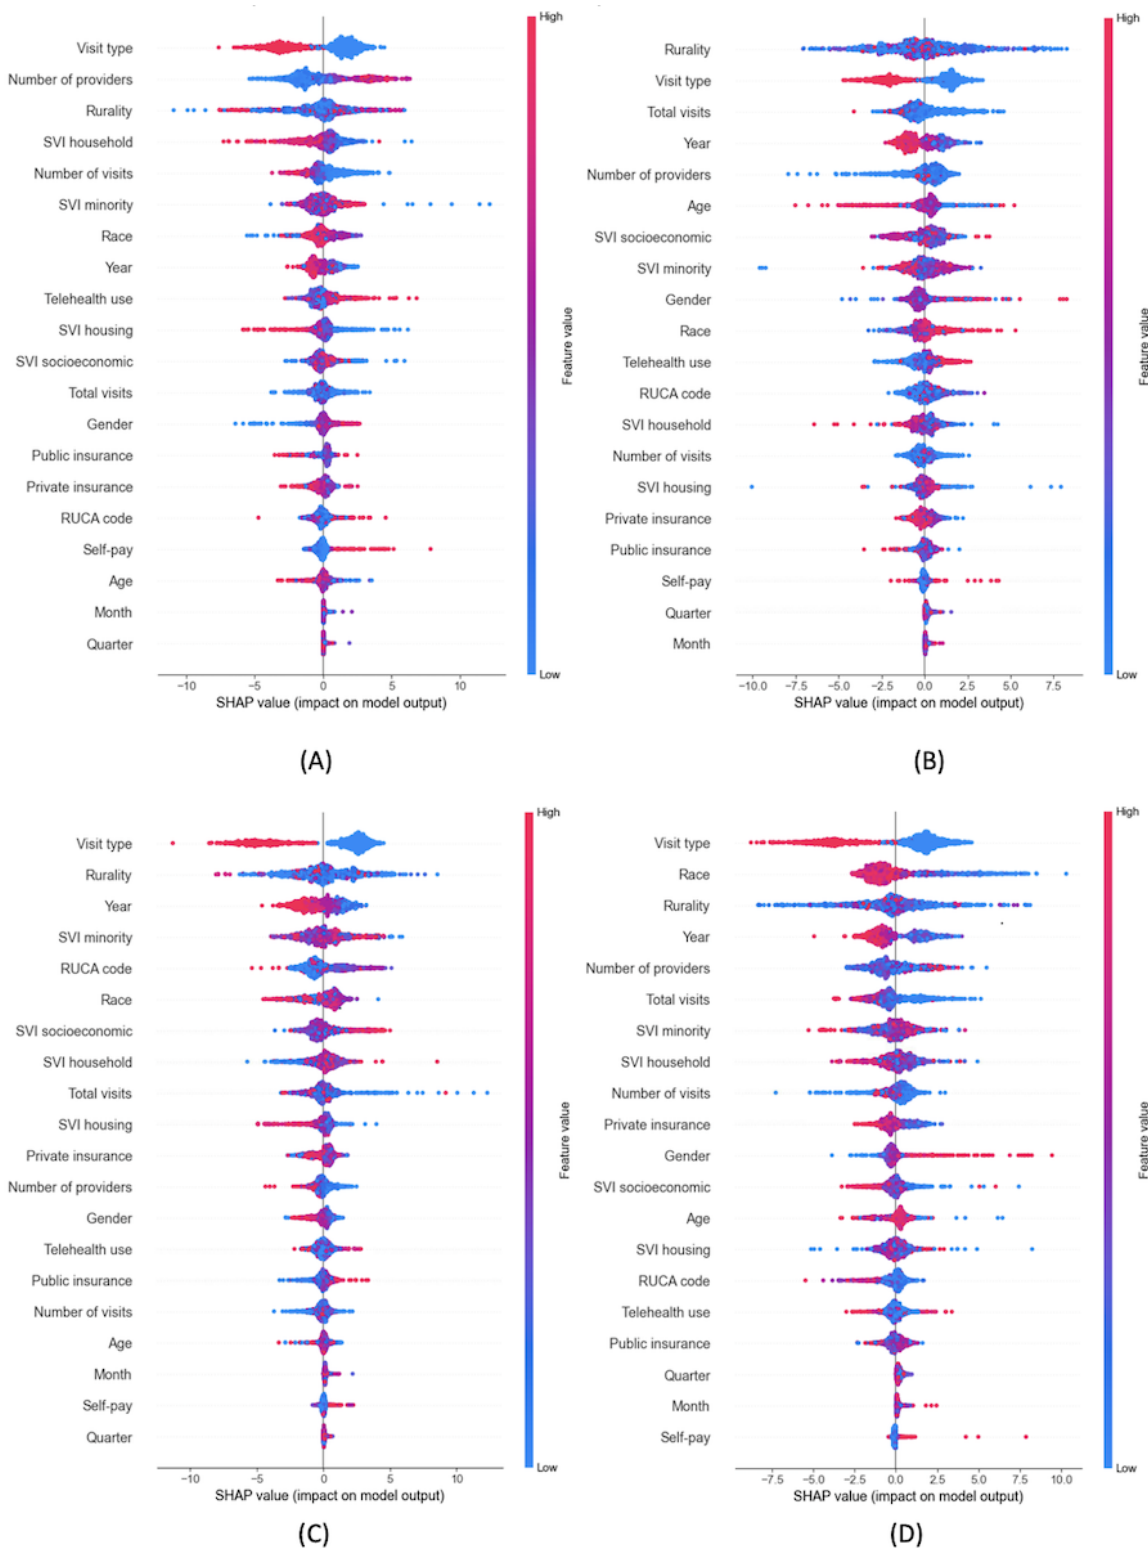 High
Visit type
Number of providers
Rurality
SVI household
Number of visits
SVI minority
Race
Year
Telehealth use
SVI housing
SVI socioeconomic
Total visits
Gender
Public insurance
Private insurance
RUCA code
Self-pay
Age
Month
Quarter
Low
Feature value
−10 −5 0 5 10
SHAP value (impact on model output)
(A)
High
Rurality
Visit type
Total visits
Year
Number of providers
Age
SVI socioeconomic
SVI minority
Gender
Race
Telehealth use
RUCA code
SVI household
Number of visits
SVI housing
Private insurance
Public insurance
Self-pay
Quarter
Month
Low
Feature value
−10.0 −7.5 −5.0 −2.5 0.0 2.5 5.0 7.5
SHAP value (impact on model output)
(B)
High
Visit type
Rurality
Year
SVI minority
RUCA code
Race
SVI socioeconomic
SVI household
Total visits
SVI housing
Private insurance
Number of providers
Gender
Telehealth use
Public insurance
Number of visits
Age
Month
Self-pay
Quarter
Low
Feature value
−10 −5 0 5 10
SHAP value (impact on model output)
(C)
High
Visit type
Race
Rurality
Year
Number of providers
Total visits
SVI minority
SVI household
Number of visits
Private insurance
Gender
SVI socioeconomic
Age
SVI housing
RUCA code
Telehealth use
Public insurance
Quarter
Month
Self-pay
Low
Feature value
−7.5 −5.0 −2.5 0.0 2.5 5.0 7.5 10.0
SHAP value (impact on model output)
(D)